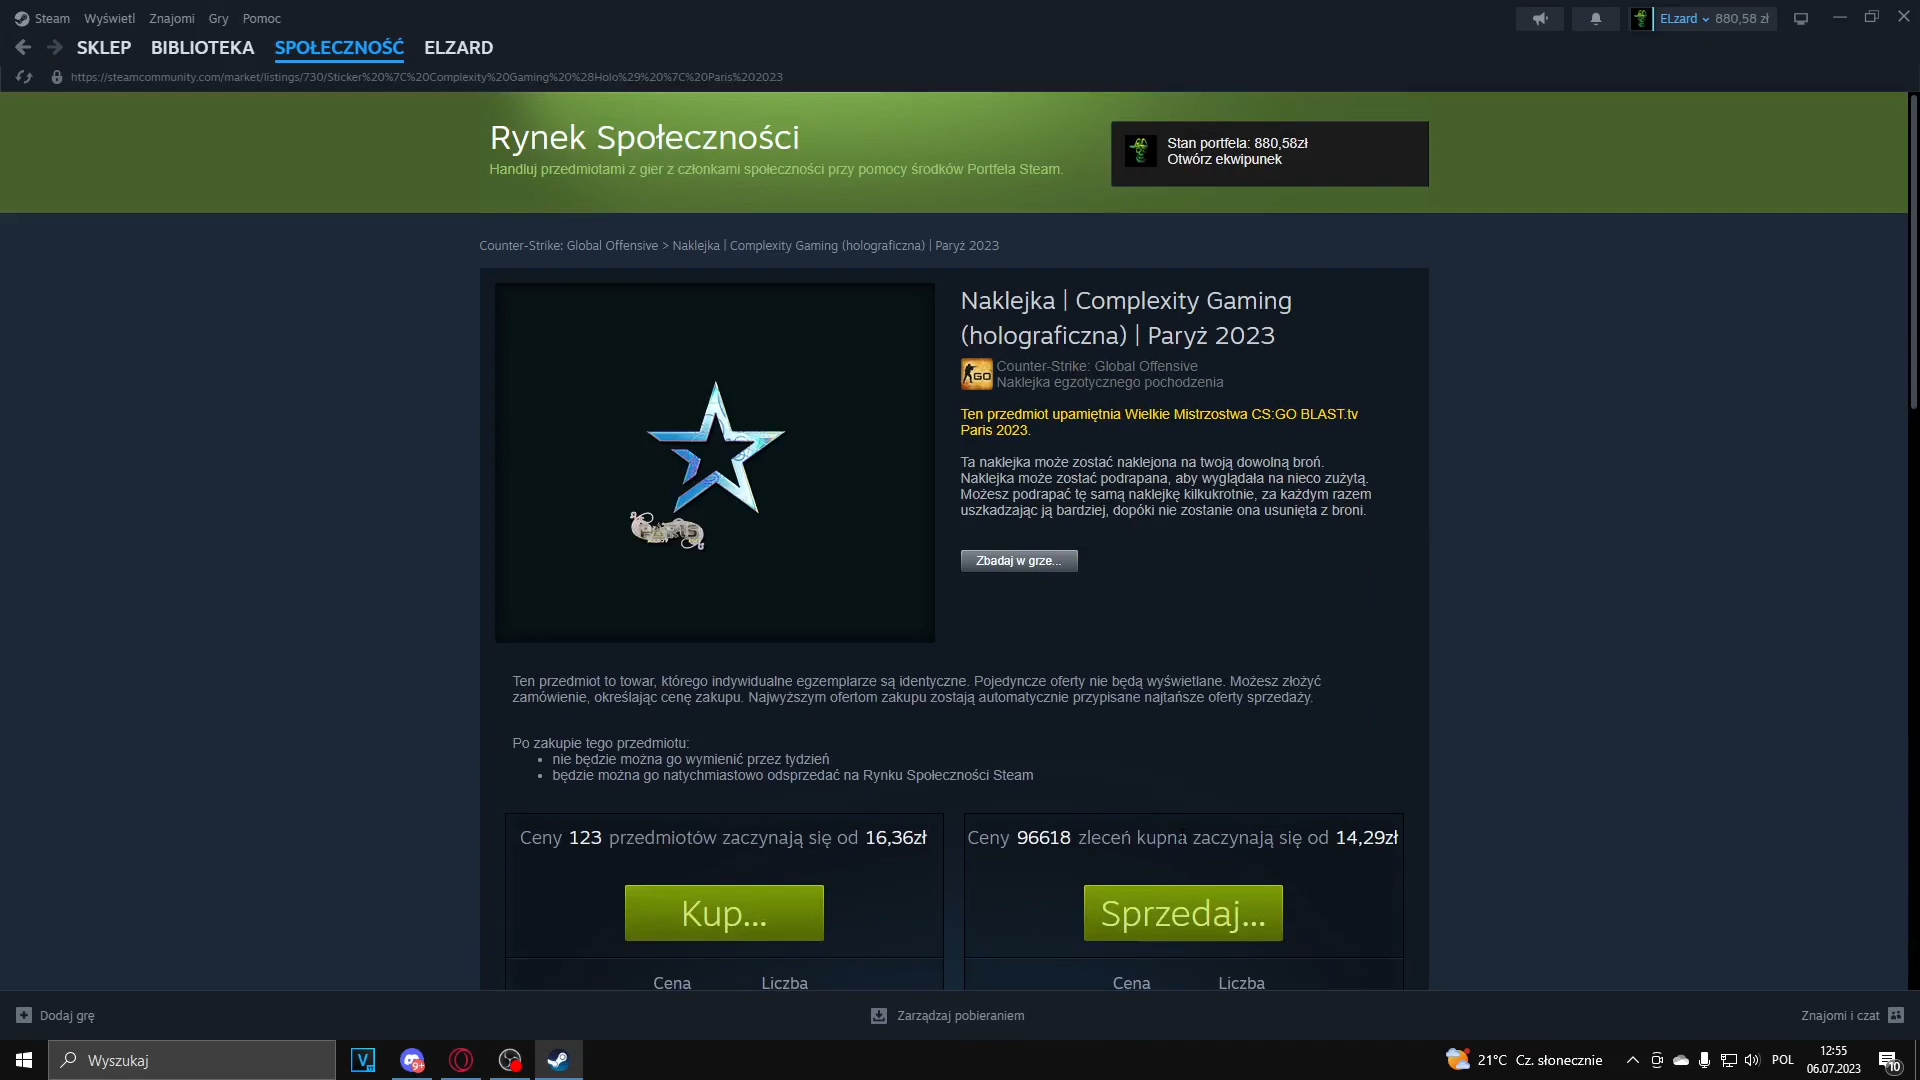 Steam Wyświetl Znajomi Gry Pomoc
ELzard 880,58 zł
SKLEP BIBLIOTEKA SPOŁECZNOŚĆ ELZARD
https://steamcommunity.com/market/listings/730/Sticker%20%7C%20Complexity%20Gaming%20%28Holo%29%20%7C%20Paris%202023
Rynek Społeczności
Handluj przedmiotami z gier z członkami społeczności przy pomocy środków Portfela Steam.
Stan portfela: 880,58zł
Otwórz ekwipunek
Counter-Strike: Global Offensive > Naklejka | Complexity Gaming (holograficzna) | Paryż 2023
Naklejka | Complexity Gaming
(holograficzna) | Paryż 2023
GO
Counter-Strike: Global Offensive
Naklejka egzotycznego pochodzenia
Ten przedmiot upamiętnia Wielkie Mistrzostwa CS:GO BLAST.tv
Paris 2023.
Ta naklejka może zostać naklejona na twoją dowolną broń.
Naklejka może zostać podrapana, aby wyglądała na nieco zużytą.
Możesz podrapać tę samą naklejkę kilkukrotnie, za każdym razem
uszkadzając ją bardziej, dopóki nie zostanie ona usunięta z broni.
PARIS
Zbadaj w grze...
Ten przedmiot to towar, którego indywidualne egzemplarze są identyczne. Pojedyncze oferty nie będą wyświetlane. Możesz złożyć
zamówienie, określając cenę zakupu. Najwyższym ofertom zakupu zostają automatycznie przypisane najtańsze oferty sprzedaży.
Po zakupie tego przedmiotu:
• nie będzie można go wymienić przez tydzień
• będzie można go natychmiastowo odsprzedać na Rynku Społeczności Steam
Ceny 123 przedmiotów zaczynają się od 16,36zł
Kup...
Cena Liczba
Ceny 96618 zleceń kupna zaczynają się od 14,29zł
Sprzedaj...
Cena Liczba
Dodaj grę
Zarządzaj pobieraniem
Znajomi i czat
Wyszukaj
V
9+
21°C Cz. słonecznie
POL
12:55
06.07.2023
10